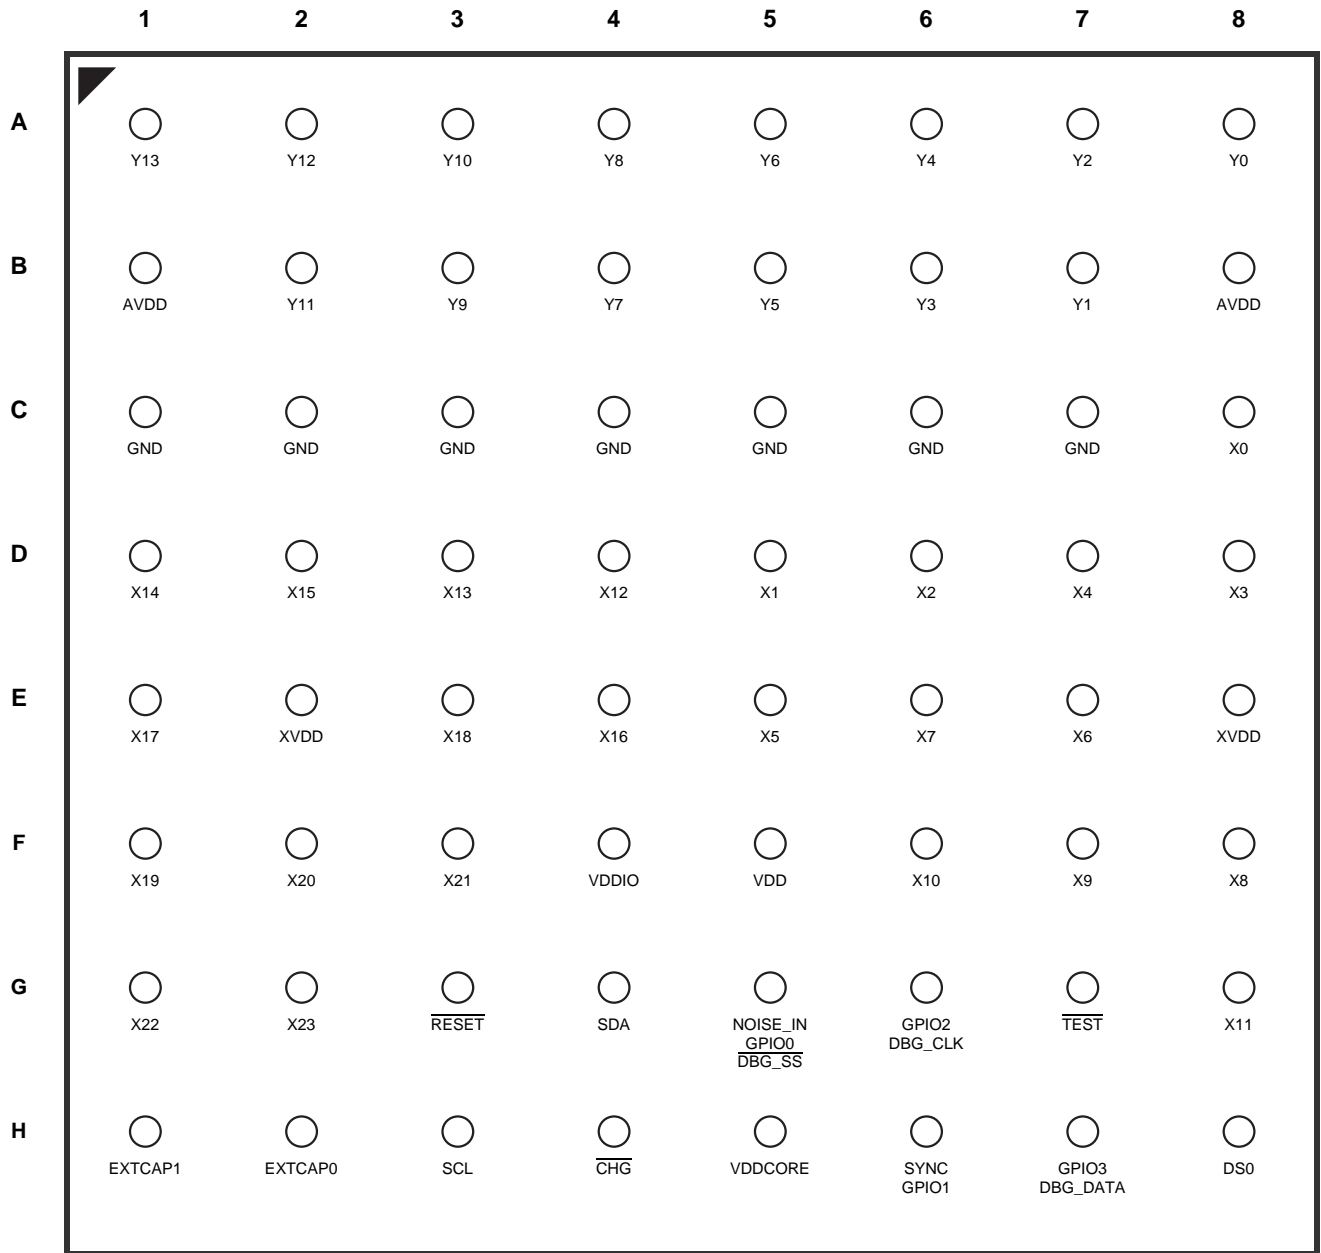 1 2 3 4 5 6 7 8
A
Y13 Y12 Y10 Y8 Y6 Y4 Y2 Y0
B
AVDD Y11 Y9 Y7 Y5 Y3 Y1 AVDD
C
GND GND GND GND GND GND GND X0
D
X14 X15 X13 X12 X1 X2 X4 X3
E
X17 XVDD X18 X16 X5 X7 X6 XVDD
F
X19 X20 X21 VDDIO VDD X10 X9 X8
G
X22 X23 RESET SDA NOISE_IN GPIO2 TEST X11
GPIO0 DBG_CLK
DBG_SS
H
EXTCAP1 EXTCAP0 SCL CHG VDDCORE SYNC GPIO3 DS0
GPIO1 DBG_DATA